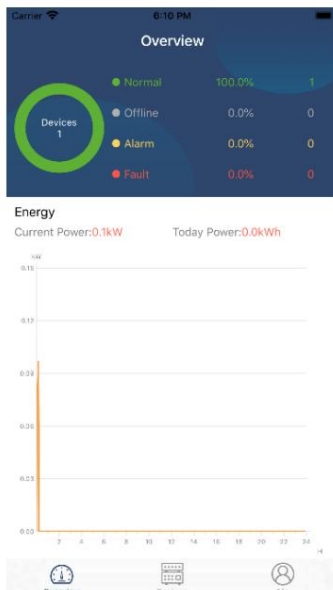 Carrier 6:10 PM
Overview
Devices
1
Normal 100.0% 1
Offline 0.0% 0
Alarm 0.0% 0
Fault 0.0% 0
Energy
Current Power:0.1kW Today Power:0.0kWh
kW
0.15
0.12
0.09
0.06
0.03
0.00
2 4 6 8 10 12 14 16 18 20 22 24
H